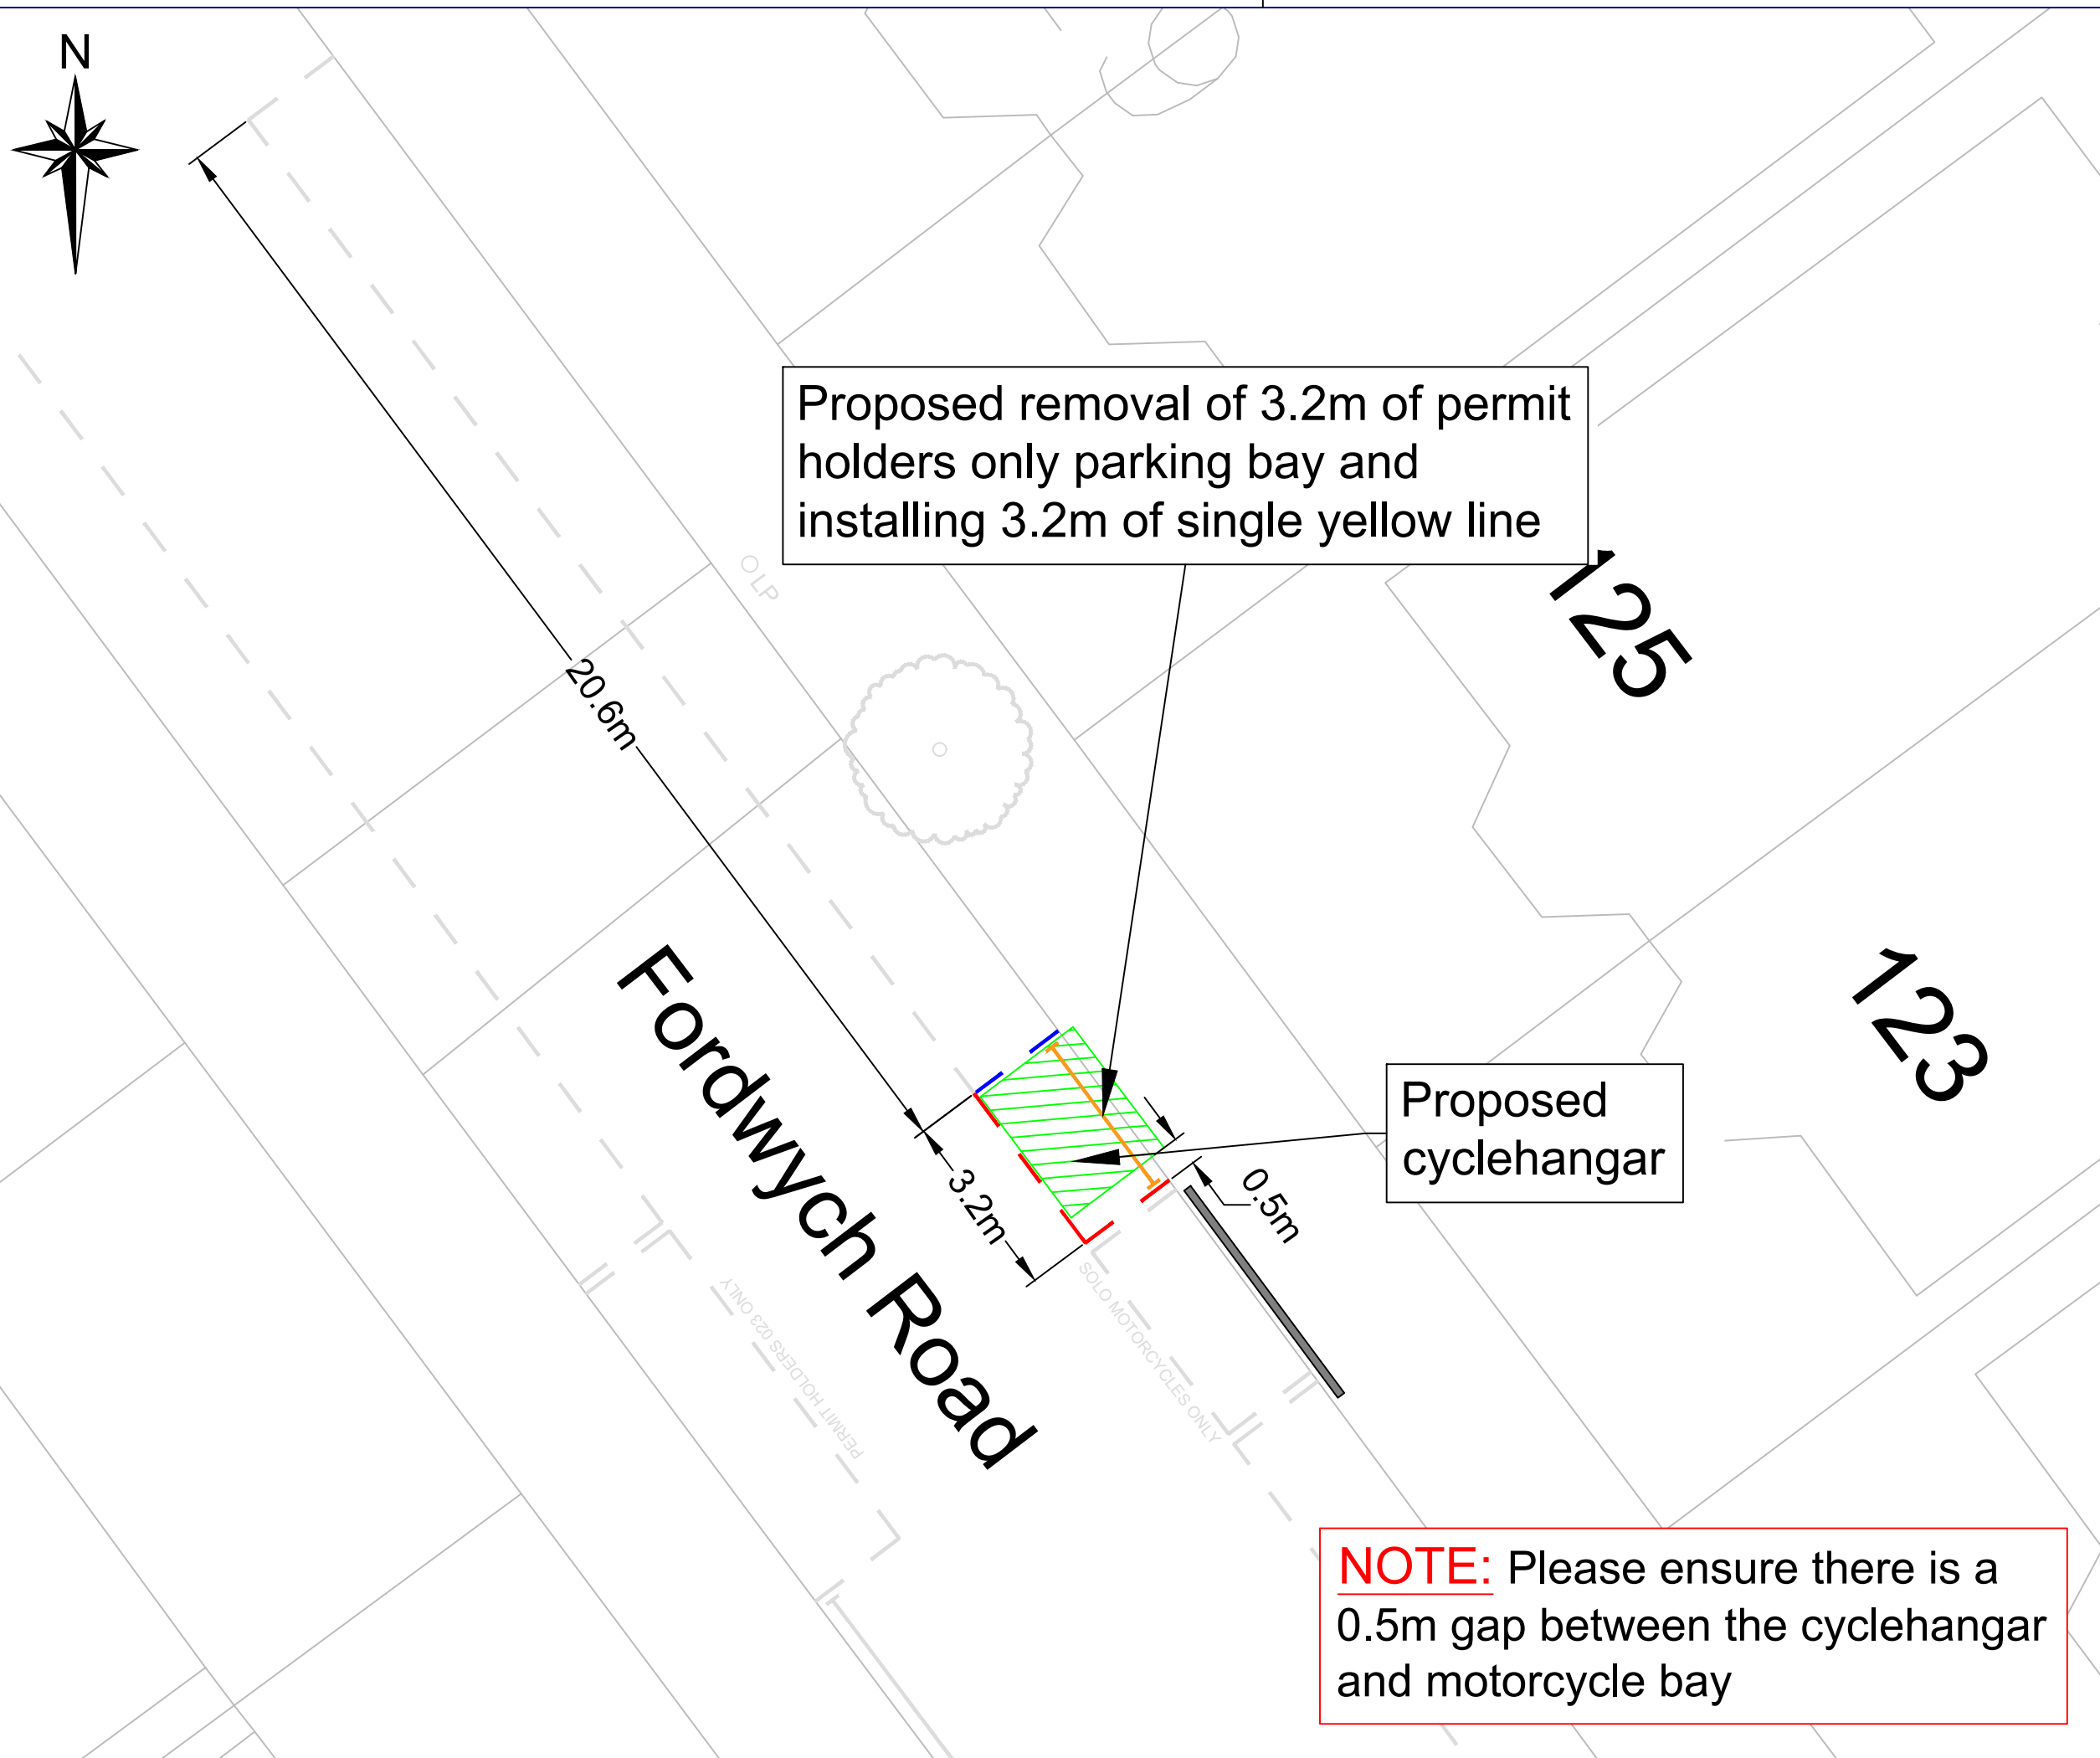 N
Proposed removal of 3.2m of permit
holders only parking bay and
installing 3.2m of single yellow line
LP
125
20.6m
123
Fordwych Road
Proposed
cyclehangar
3.2m
0.5m
SOLO MOTORCYCLES ONLY
PERMIT HOLDERS 023 ONLY
NOTE: Please ensure there is a
0.5m gap between the cyclehangar
and motorcycle bay